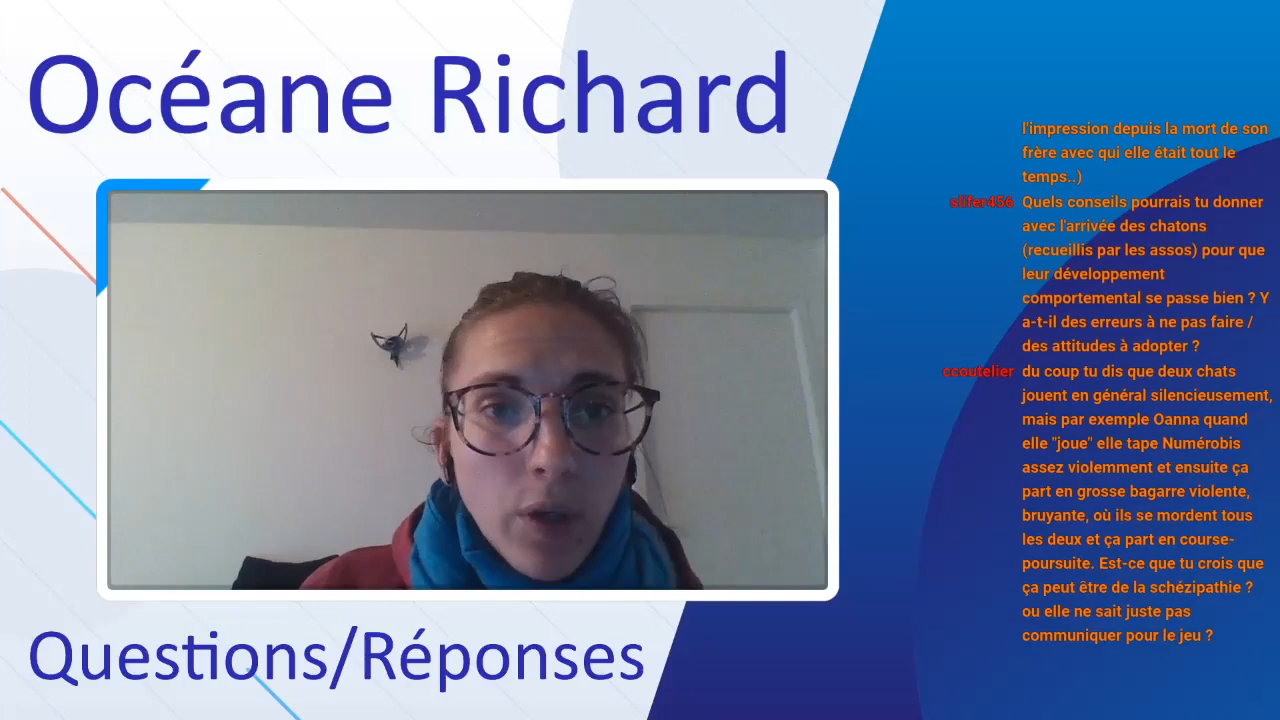 Océane Richard
l'impression depuis la mort de son
frère avec qui elle était tout le
temps..)
slifer456 Quels conseils pourrais tu donner
avec l'arrivée des chatons
(recueillis par les assos) pour que
leur développement
comportemental se passe bien ? Y
a-t-il des erreurs à ne pas faire /
des attitudes à adopter ?
ccoutelier du coup tu dis que deux chats
jouent en général silencieusement,
mais par exemple Oanna quand
elle "joue" elle tape Numérobis
assez violemment et ensuite ça
part en grosse bagarre violente,
bruyante, où ils se mordent tous
les deux et ça part en course-
poursuite. Est-ce que tu crois que
ça peut être de la schézipathie ?
ou elle ne sait juste pas
communiquer pour le jeu ?
Questions/Réponses